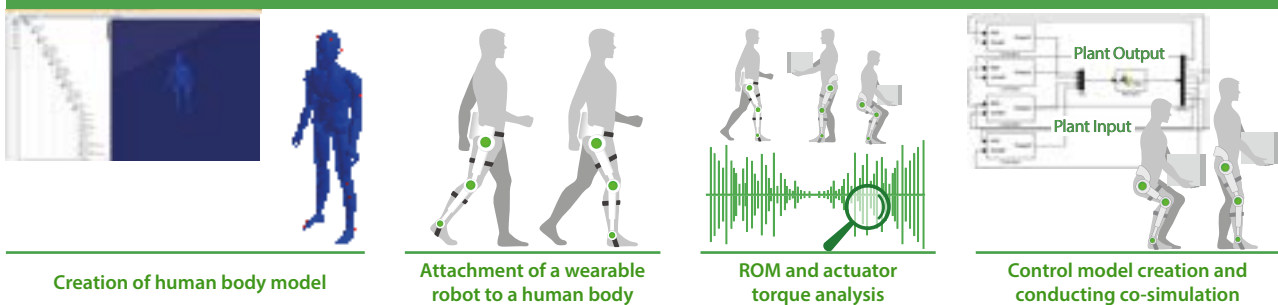 Plant Output
Plant Input
Creation of human body model
Attachment of a wearable
robot to a human body
ROM and actuator
torque analysis
Control model creation and
conducting co-simulation